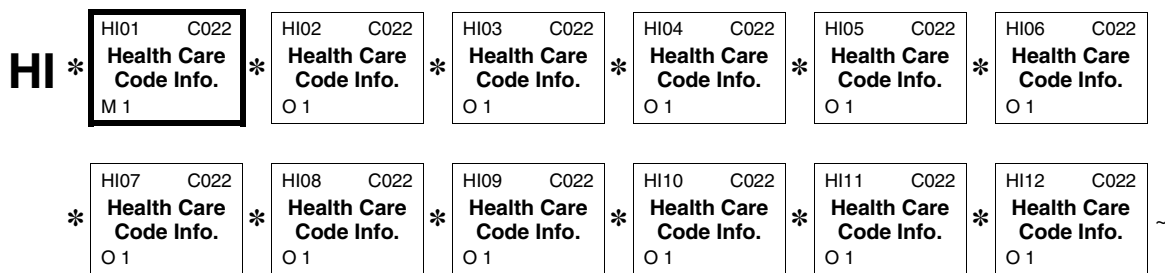 HI * HI01 C022 * HI02 C022 * HI03 C022 * HI04 C022 * HI05 C022 * HI06 C022
Health Care Health Care Health Care Health Care Health Care Health Care
Code Info. Code Info. Code Info. Code Info. Code Info. Code Info.
M 1 O 1 O 1 O 1 O 1 O 1
* HI07 C022 * HI08 C022 * HI09 C022 * HI10 C022 * HI11 C022 * HI12 C022 ~
Health Care Health Care Health Care Health Care Health Care Health Care
Code Info. Code Info. Code Info. Code Info. Code Info. Code Info.
O 1 O 1 O 1 O 1 O 1 O 1